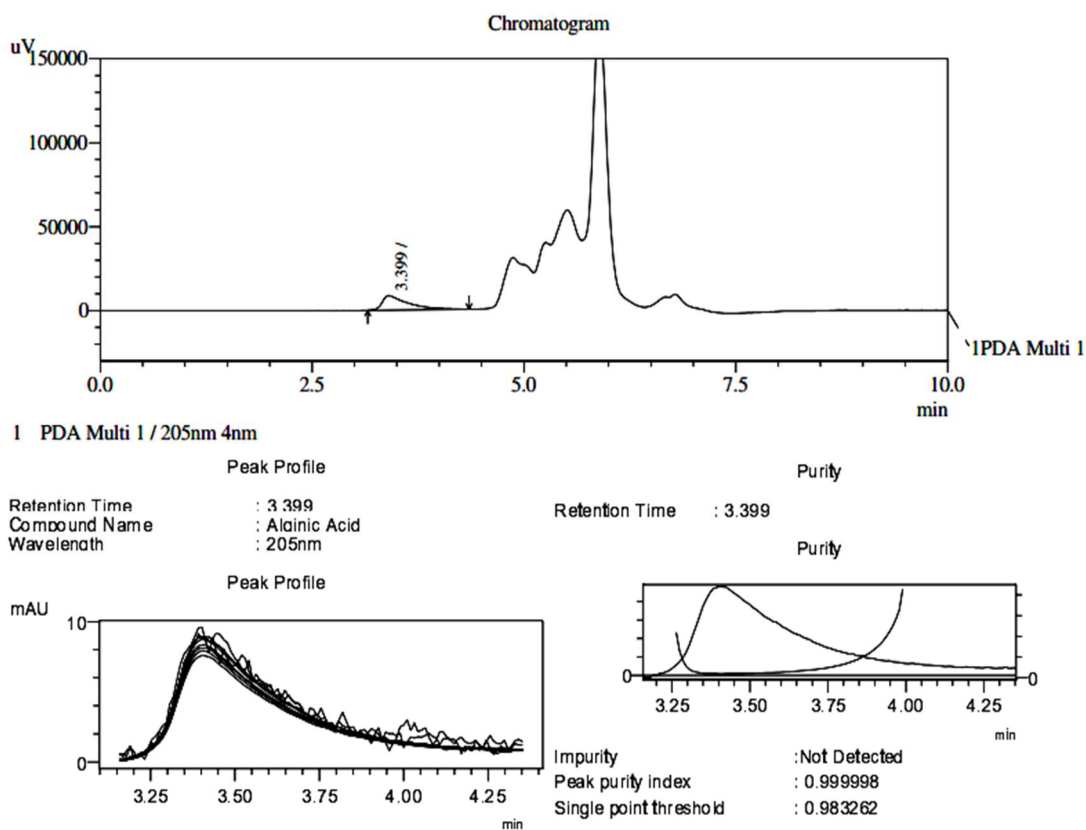 Chromatogram
uV
150000
100000
50000
0
3.399 /
1PDA Multi 1
0.0 2.5 5.0 7.5 10.0
min
1 PDA Multi 1 / 205nm 4nm
Peak Profile
Retention Time : 3.399
Compound Name : Alginic Acid
Wavelength : 205nm
Peak Profile
mAU
10
0
3.25 3.50 3.75 4.00 4.25
min
Purity
Retention Time : 3.399
Purity
0 0
3.25 3.50 3.75 4.00 4.25
min
Impurity :Not Detected
Peak purity index : 0.999998
Single point threshold : 0.983262